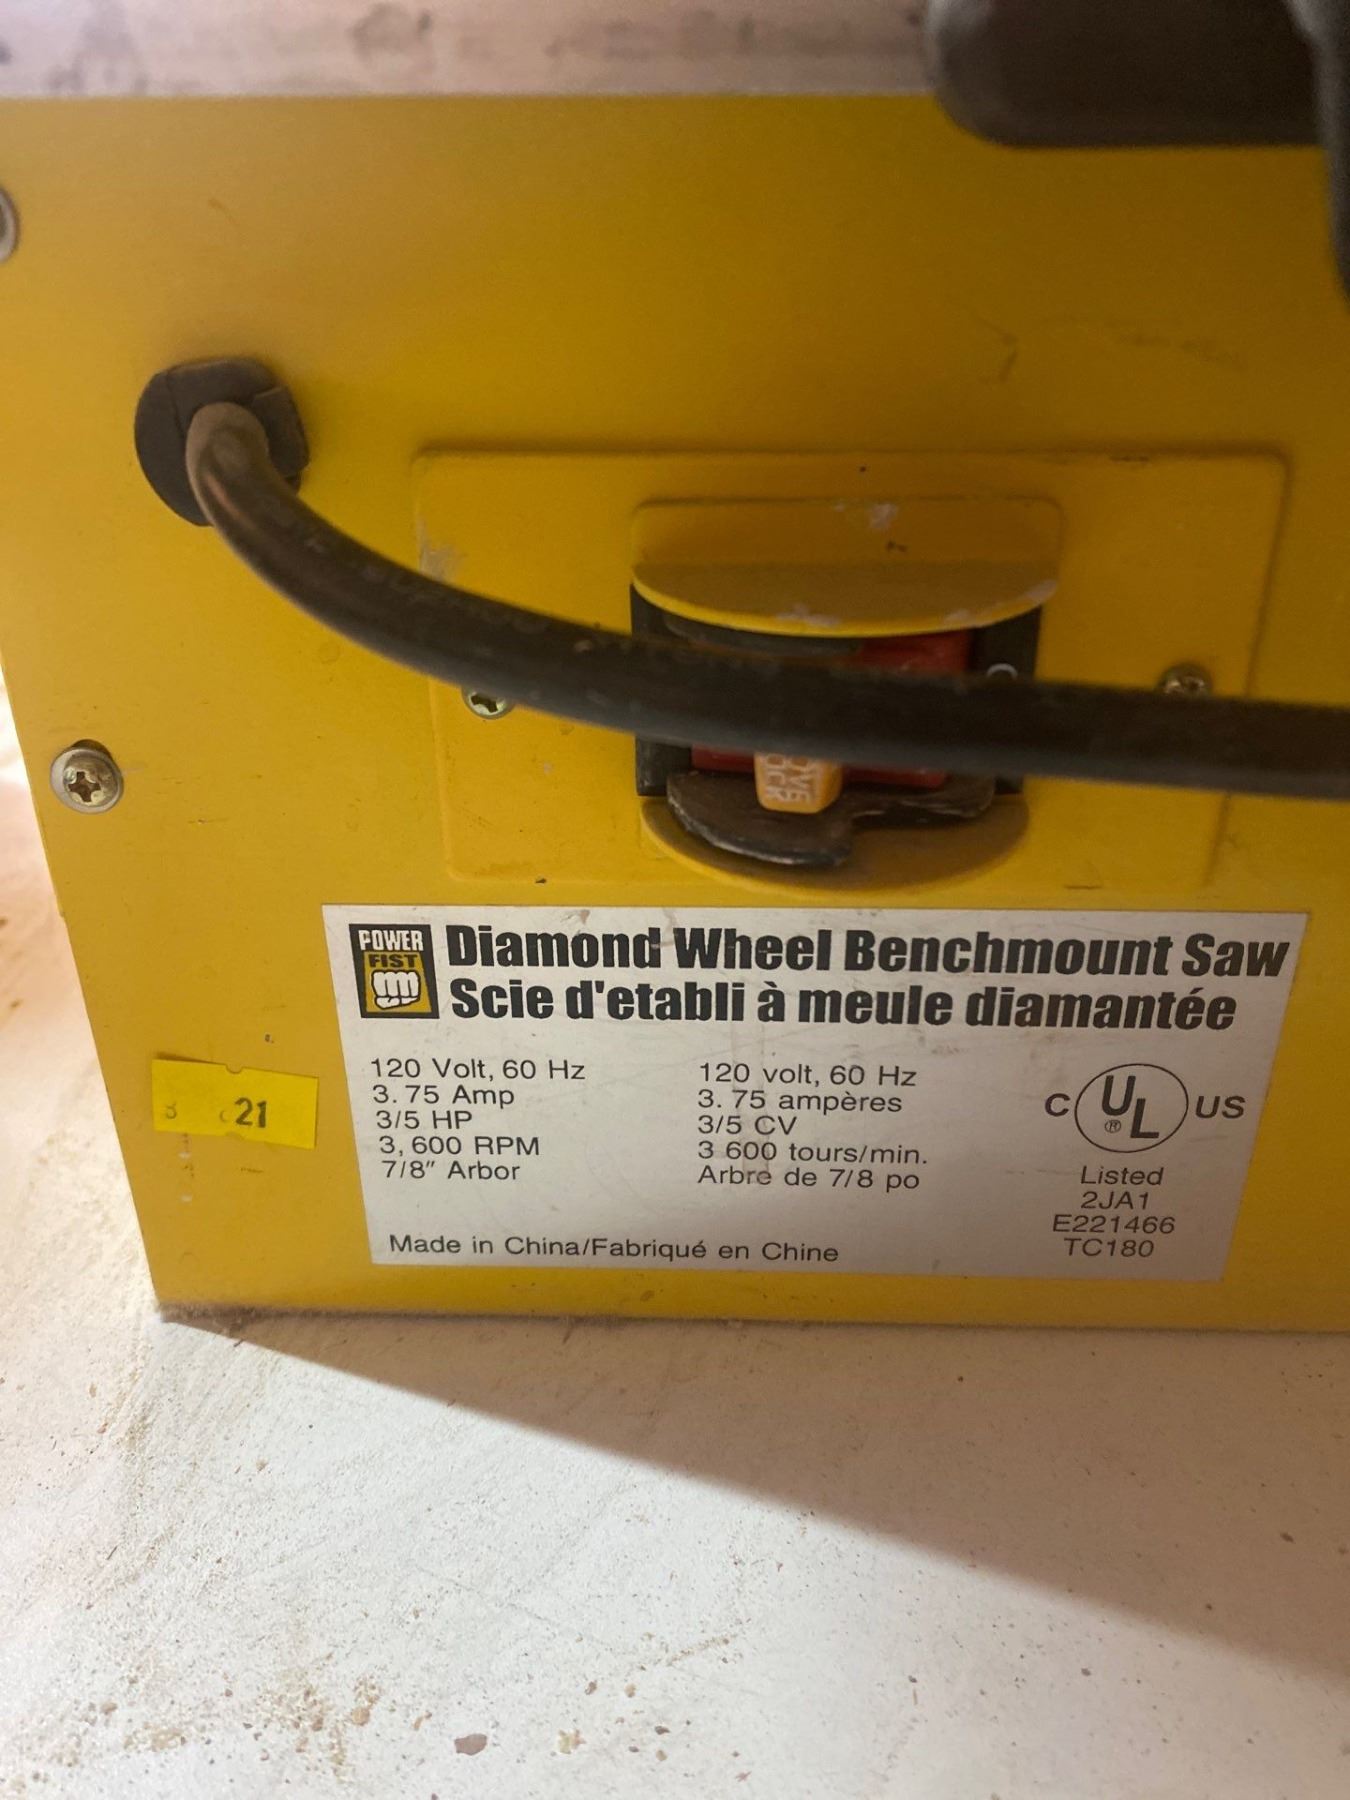 POWER
FIST
Diamond Wheel Benchmount Saw
Scie d'etabli à meule diamantée
120 Volt, 60 Hz
3. 75 Amp
3/5 HP
3, 600 RPM
7/8" Arbor
120 volt, 60 Hz
3. 75 ampères
3/5 CV
3 600 tours/min.
Arbre de 7/8 po
C UL US
®
Listed
2JA1
E221466
TC180
Made in China/Fabriqué en Chine
21